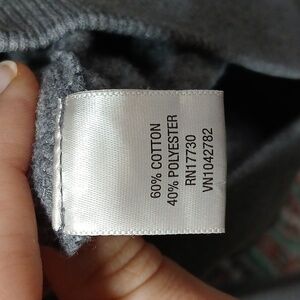 60% COTTON
40% POLYESTER
RN17730
VN1042782